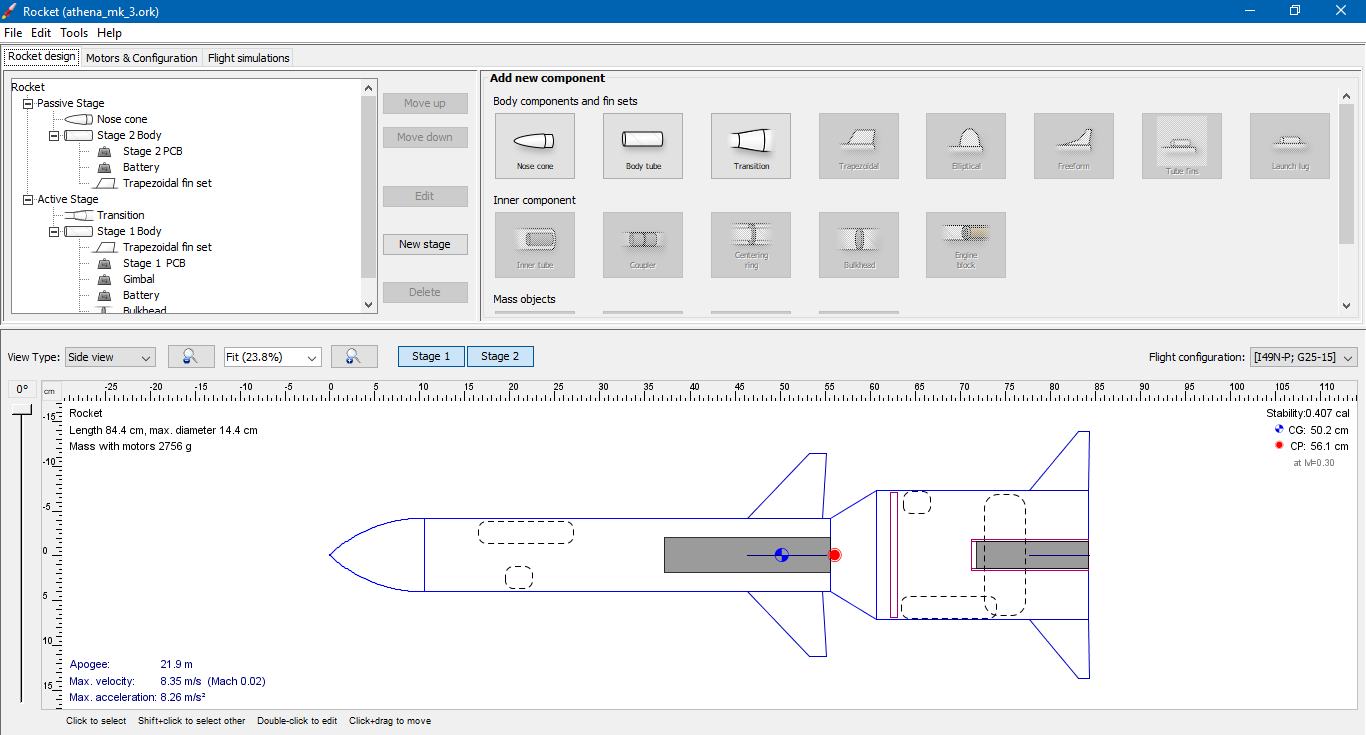 Rocket (athena_mk_3.ork)
File Edit Tools Help
Rocket design Motors & Configuration Flight simulations
Rocket
Passive Stage
Nose cone
Stage 2 Body
Stage 2 PCB
Battery
Trapezoidal fin set
Active Stage
Transition
Stage 1 Body
Trapezoidal fin set
Stage 1 PCB
Gimbal
Battery
Bulkhead
Move up
Move down
Edit
New stage
Delete
Add new component
Body components and fin sets
Nose cone Body tube Transition Trapezoidal Elliptical Freeform Tube fins Launch lug
Inner component
Inner tube Coupler Centering ring Bulkhead Engine block
Mass objects
View Type: Side view Fit (23.8%) Stage 1 Stage 2 Flight configuration: [I49N-P; G25-15]
0°
cm -25 -20 -15 -10 -5 0 5 10 15 20 25 30 35 40 45 50 55 60 65 70 75 80 85 90 95 100 105 110
-15
-10
-5
0
5
10
15
Rocket
Length 84.4 cm, max. diameter 14.4 cm
Mass with motors 2756 g
Stability:0.407 cal
CG: 50.2 cm
CP: 56.1 cm
at M=0.30
Apogee: 21.9 m
Max. velocity: 8.35 m/s (Mach 0.02)
Max. acceleration: 8.26 m/s²
Click to select Shift+click to select other Double-click to edit Click+drag to move